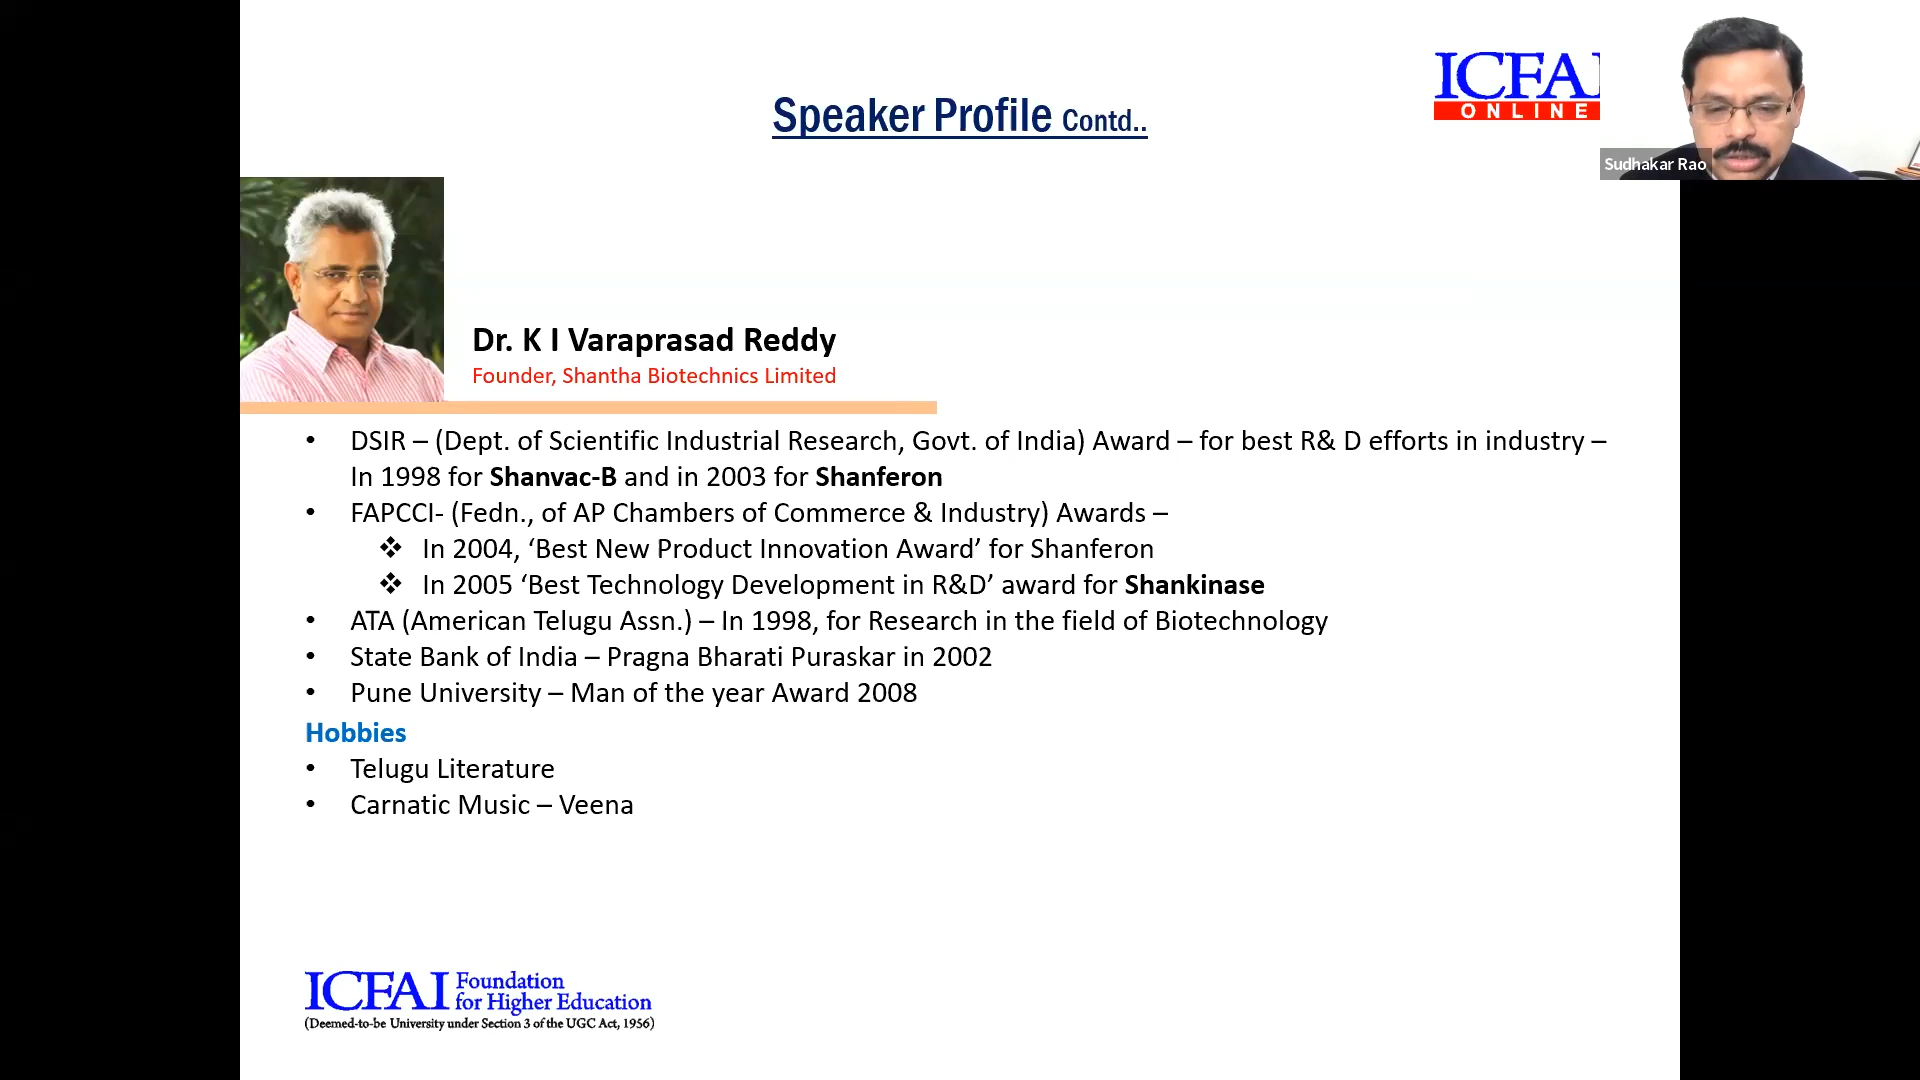 Speaker Profile Contd..
ICFAI
ONLINE
Sudhakar Rao
Dr. K I Varaprasad Reddy
Founder, Shantha Biotechnics Limited
• DSIR – (Dept. of Scientific Industrial Research, Govt. of India) Award – for best R& D efforts in industry –
In 1998 for Shanvac-B and in 2003 for Shanferon
• FAPCCI- (Fedn., of AP Chambers of Commerce & Industry) Awards –
❖ In 2004, ‘Best New Product Innovation Award’ for Shanferon
❖ In 2005 ‘Best Technology Development in R&D’ award for Shankinase
• ATA (American Telugu Assn.) – In 1998, for Research in the field of Biotechnology
• State Bank of India – Pragna Bharati Puraskar in 2002
• Pune University – Man of the year Award 2008
Hobbies
• Telugu Literature
• Carnatic Music – Veena
ICFAI Foundation
for Higher Education
(Deemed-to-be University under Section 3 of the UGC Act, 1956)